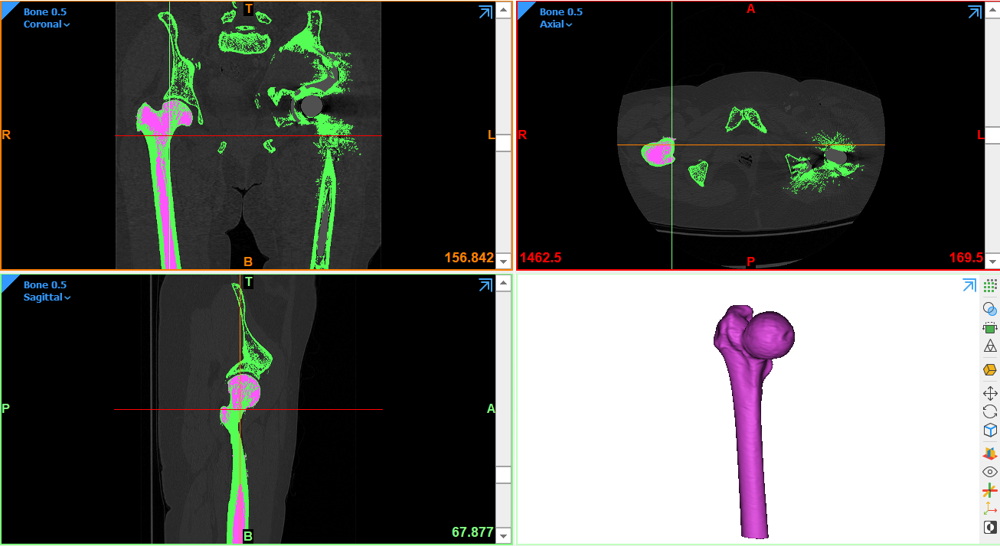 Bone 0.5
Coronal
T
R
L
B
156.842
Bone 0.5
Axial
A
R
L
1462.5
P
169.5
Bone 0.5
Sagittal
T
P
A
B
67.877